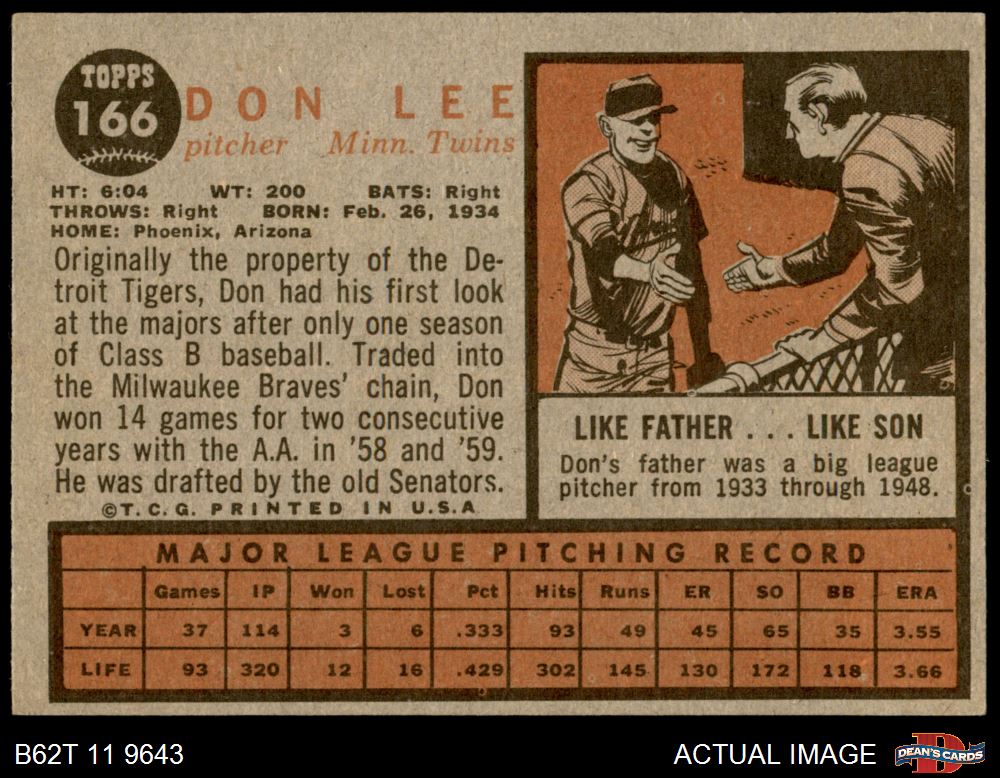 TOPPS
166
DON LEE
pitcher Minn. Twins
HT: 6:04 WT: 200 BATS: Right
THROWS: Right BORN: Feb. 26, 1934
HOME: Phoenix, Arizona
Originally the property of the De-
troit Tigers, Don had his first look
at the majors after only one season
of Class B baseball. Traded into
the Milwaukee Braves' chain, Don
won 14 games for two consecutive
years with the A.A. in '58 and '59.
He was drafted by the old Senators.
©T.C.G. PRINTED IN U.S.A
LIKE FATHER . . . LIKE SON
Don's father was a big league
pitcher from 1933 through 1948.
MAJOR LEAGUE PITCHING RECORD
Games IP Won Lost Pct Hits Runs ER SO BB ERA
YEAR 37 114 3 6 .333 93 49 45 65 35 3.55
LIFE 93 320 12 16 .429 302 145 130 172 118 3.66
B62T 11 9643 ACTUAL IMAGE DEAN'S CARDS